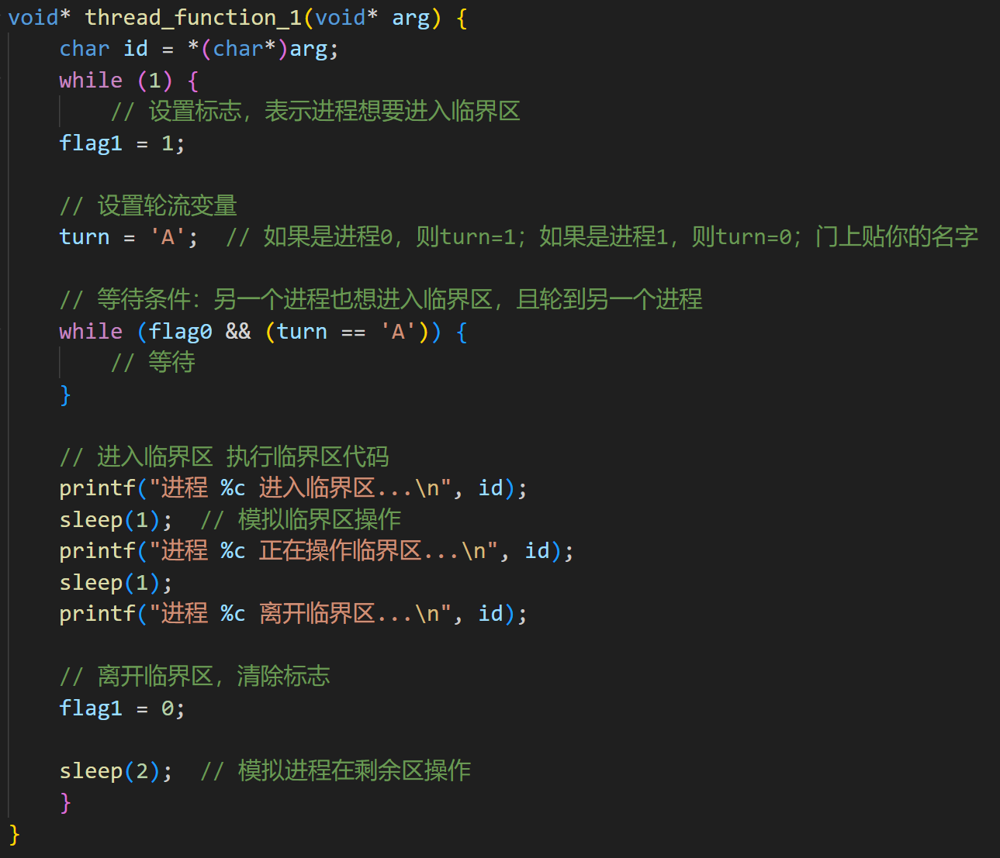 void* thread_function_1(void* arg) {
    char id = *(char*)arg;
    while (1) {
        // 设置标志，表示进程想要进入临界区
    flag1 = 1;

    // 设置轮流变量
    turn = 'A';  // 如果是进程0，则turn=1；如果是进程1，则turn=0；门上贴你的名字

    // 等待条件：另一个进程也想进入临界区，且轮到另一个进程
    while (flag0 && (turn == 'A')) {
        // 等待
    }

    // 进入临界区 执行临界区代码
    printf("进程 %c 进入临界区...\n", id);
    sleep(1);  // 模拟临界区操作
    printf("进程 %c 正在操作临界区...\n", id);
    sleep(1);
    printf("进程 %c 离开临界区...\n", id);

    // 离开临界区，清除标志
    flag1 = 0;

    sleep(2);  // 模拟进程在剩余区操作
    }
}